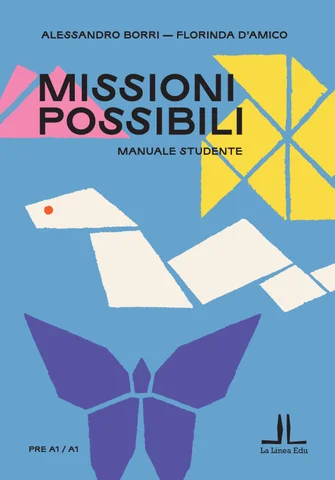 ALESSANDRO BORRI — FLORINDA D'AMICO
MISSIONI
POSSIBILI
MANUALE STUDENTE
PRE A1 / A1
La Linea Edu